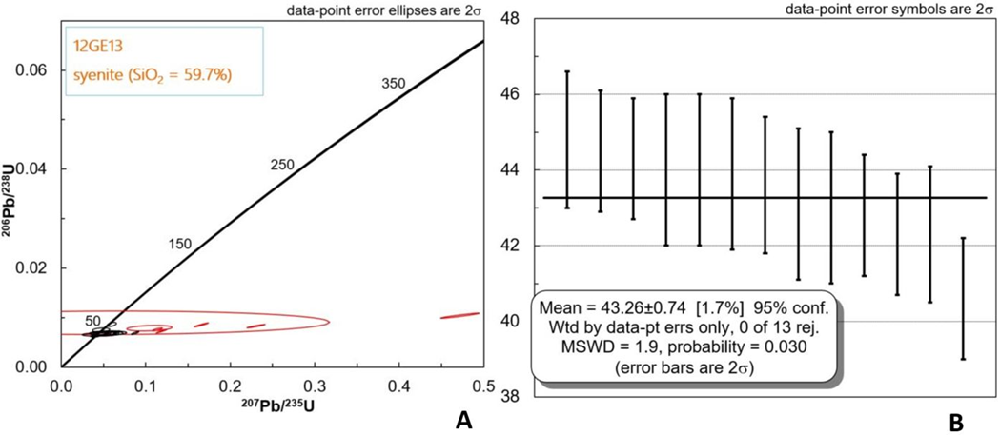 data-point error ellipses are 2σ
12GE13
syenite (SiO₂ = 59.7%)
0.06
0.04
0.02
0.00
²⁰⁶Pb/²³⁸U
350
250
150
50
0.0 0.1 0.2 0.3 0.4 0.5
²⁰⁷Pb/²³⁵U
A
data-point error symbols are 2σ
48
46
44
42
40
38
Mean = 43.26±0.74 [1.7%] 95% conf.
Wtd by data-pt errs only, 0 of 13 rej.
MSWD = 1.9, probability = 0.030
(error bars are 2σ)
B